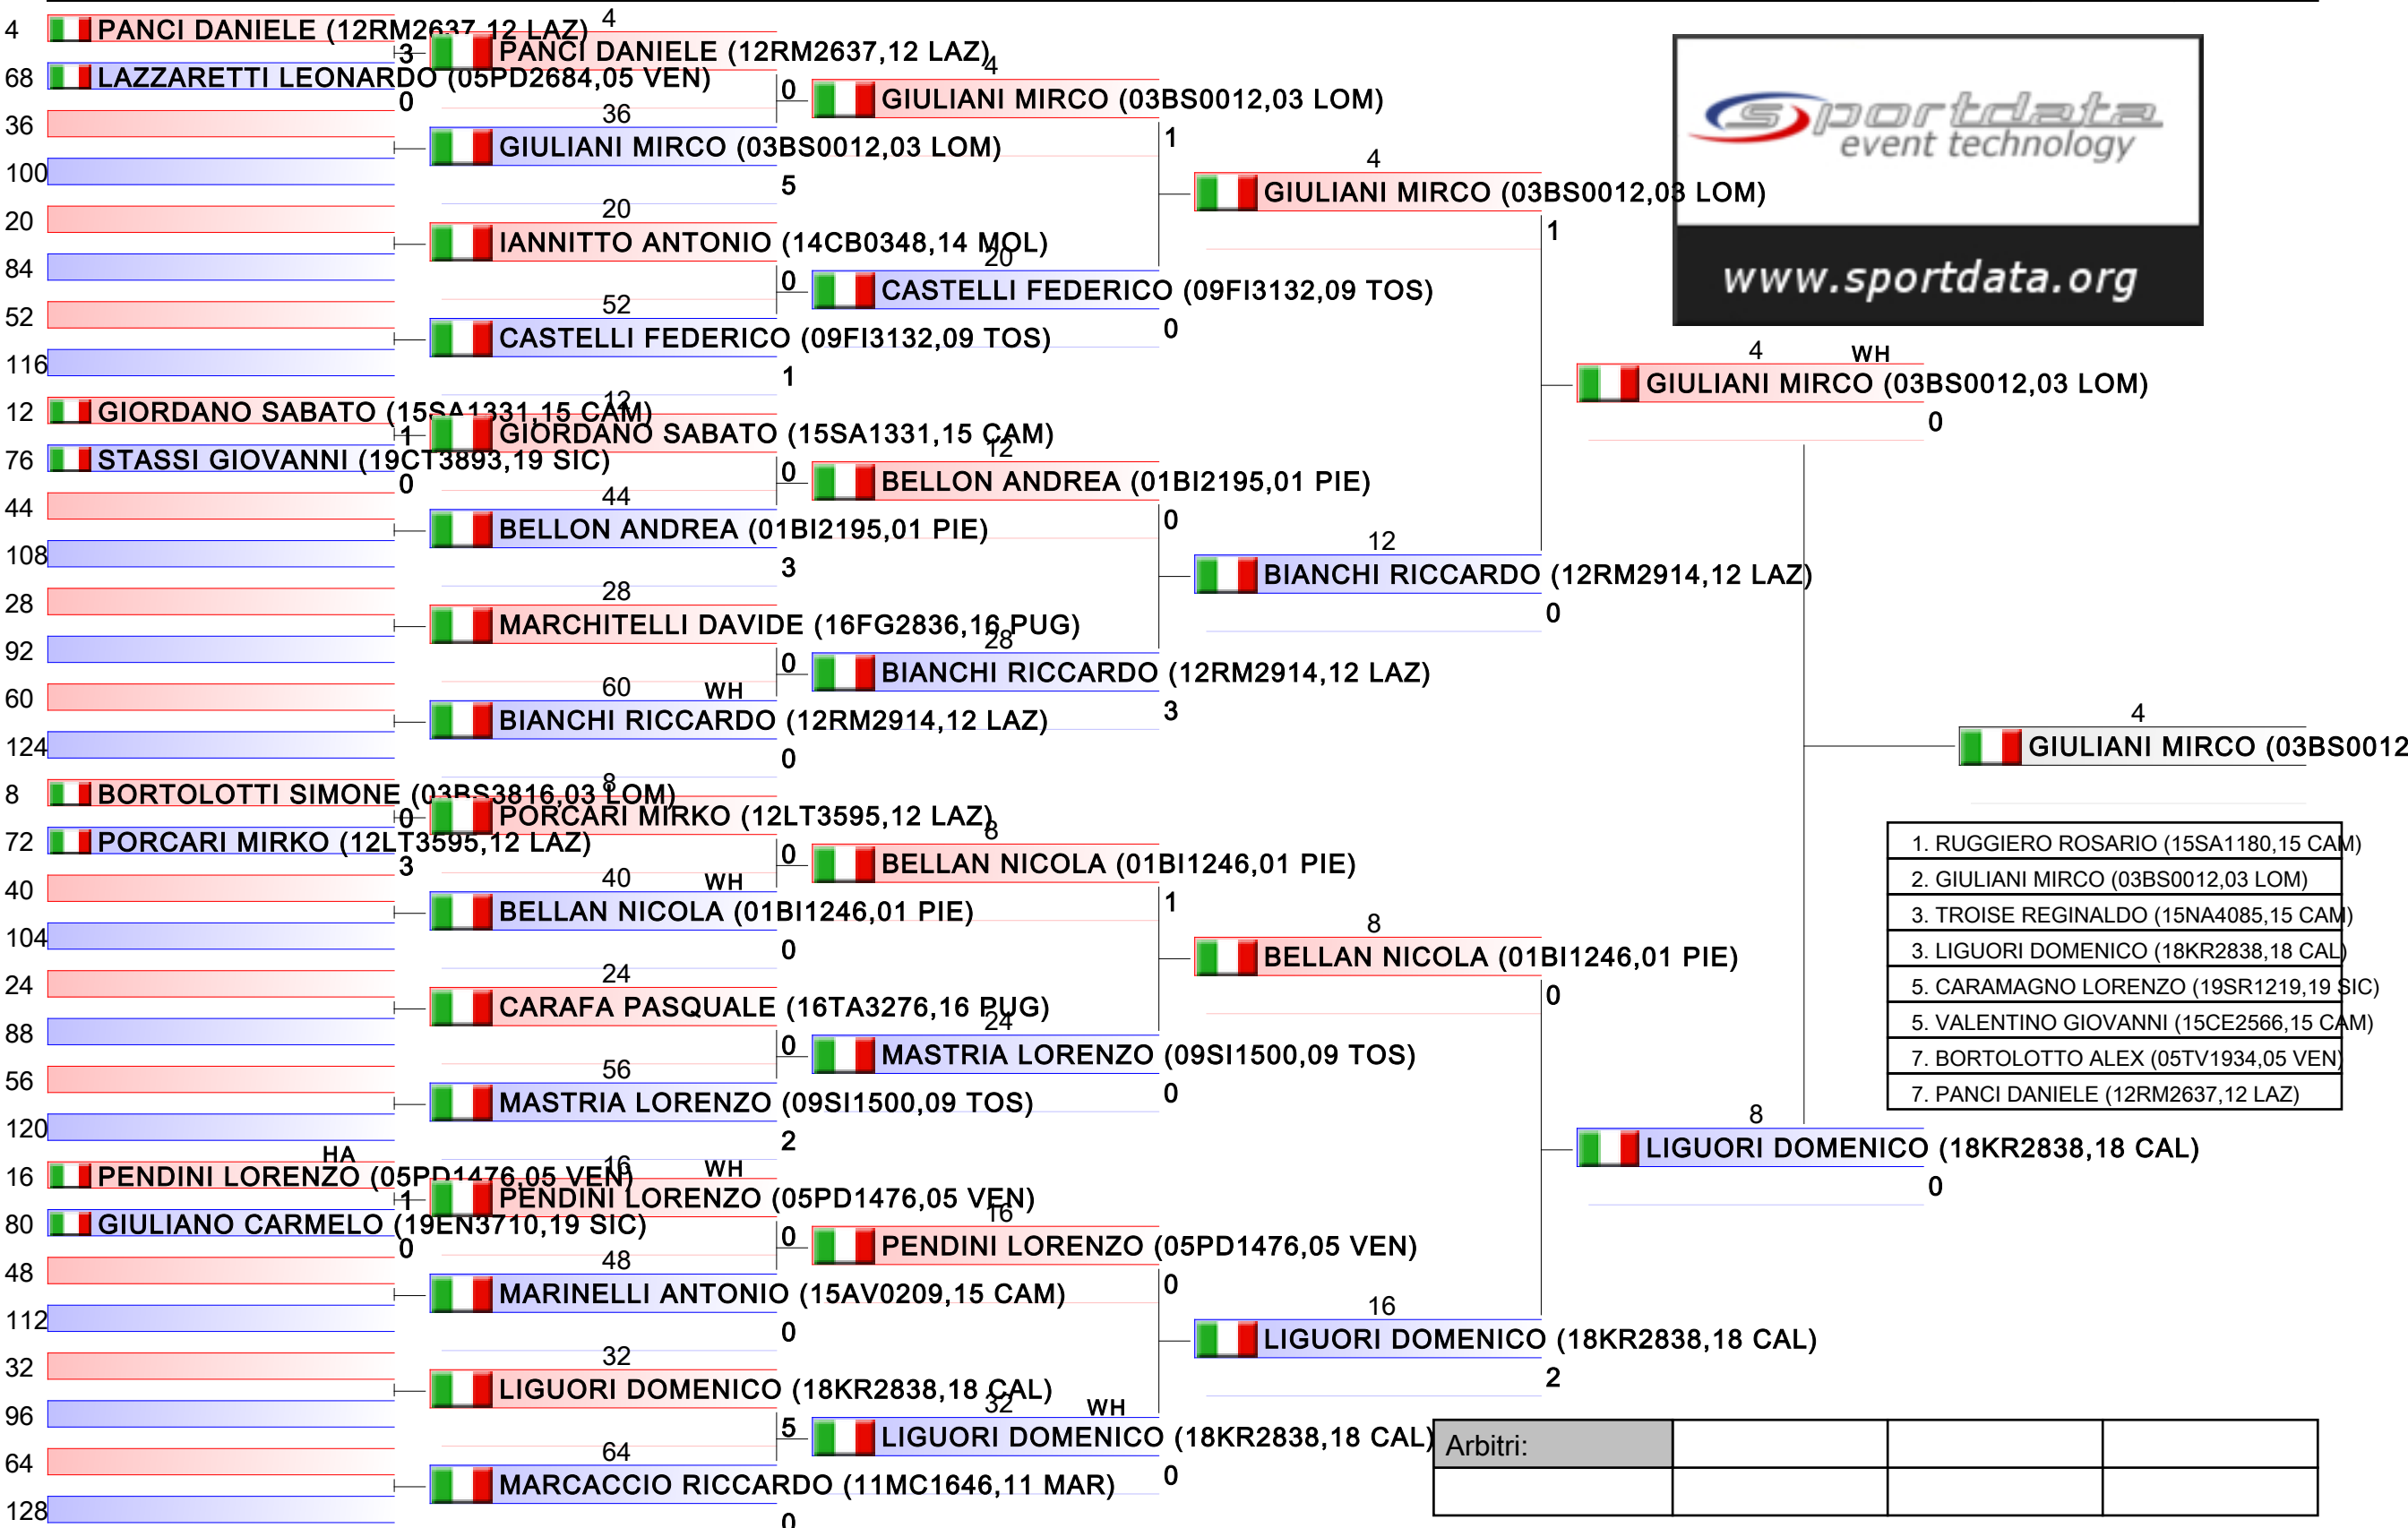 4 PANCI DANIELE (12RM2637,12 LAZ)
3
68 LAZZARETTI LEONARDO (05PD2684,05 VEN)
0
36
100
20
84
52
116
12 GIORDANO SABATO (15SA1331,15 CAM)
1
76 STASSI GIOVANNI (19CT3893,19 SIC)
0
44
108
28
92
60
124
8 BORTOLOTTI SIMONE (03BS3816,03 LOM)
0
72 PORCARI MIRKO (12LT3595,12 LAZ)
3
40
104
24
88
56
120
HA
16 PENDINI LORENZO (05PD1476,05 VEN)
1
80 GIULIANO CARMELO (19EN3710,19 SIC)
0
48
112
32
96
64
128
4
PANCI DANIELE (12RM2637,12 LAZ)
0
36
GIULIANI MIRCO (03BS0012,03 LOM)
5
20
IANNITTO ANTONIO (14CB0348,14 MOL)
0
52
CASTELLI FEDERICO (09FI3132,09 TOS)
1
12
GIORDANO SABATO (15SA1331,15 CAM)
0
44
BELLON ANDREA (01BI2195,01 PIE)
3
28
MARCHITELLI DAVIDE (16FG2836,16 PUG)
0
60 WH
BIANCHI RICCARDO (12RM2914,12 LAZ)
0
8
PORCARI MIRKO (12LT3595,12 LAZ)
0
40 WH
BELLAN NICOLA (01BI1246,01 PIE)
0
24
CARAFA PASQUALE (16TA3276,16 PUG)
0
56
MASTRIA LORENZO (09SI1500,09 TOS)
2
16 WH
PENDINI LORENZO (05PD1476,05 VEN)
0
48
MARINELLI ANTONIO (15AV0209,15 CAM)
0
32
LIGUORI DOMENICO (18KR2838,18 CAL)
5
64
MARCACCIO RICCARDO (11MC1646,11 MAR)
0
4
GIULIANI MIRCO (03BS0012,03 LOM)
1
20
CASTELLI FEDERICO (09FI3132,09 TOS)
0
12
BELLON ANDREA (01BI2195,01 PIE)
0
28
BIANCHI RICCARDO (12RM2914,12 LAZ)
3
8
BELLAN NICOLA (01BI1246,01 PIE)
1
24
MASTRIA LORENZO (09SI1500,09 TOS)
0
16
PENDINI LORENZO (05PD1476,05 VEN)
0
32 WH
LIGUORI DOMENICO (18KR2838,18 CAL)
0
4
GIULIANI MIRCO (03BS0012,03 LOM)
1
12
BIANCHI RICCARDO (12RM2914,12 LAZ)
0
8
BELLAN NICOLA (01BI1246,01 PIE)
0
16
LIGUORI DOMENICO (18KR2838,18 CAL)
2
sportdata
event technology
www.sportdata.org
4 WH
GIULIANI MIRCO (03BS0012,03 LOM)
0
8
LIGUORI DOMENICO (18KR2838,18 CAL)
0
4
GIULIANI MIRCO (03BS0012
1. RUGGIERO ROSARIO (15SA1180,15 CAM)
2. GIULIANI MIRCO (03BS0012,03 LOM)
3. TROISE REGINALDO (15NA4085,15 CAM)
3. LIGUORI DOMENICO (18KR2838,18 CAL)
5. CARAMAGNO LORENZO (19SR1219,19 SIC)
5. VALENTINO GIOVANNI (15CE2566,15 CAM)
7. BORTOLOTTO ALEX (05TV1934,05 VEN)
7. PANCI DANIELE (12RM2637,12 LAZ)
Arbitri: